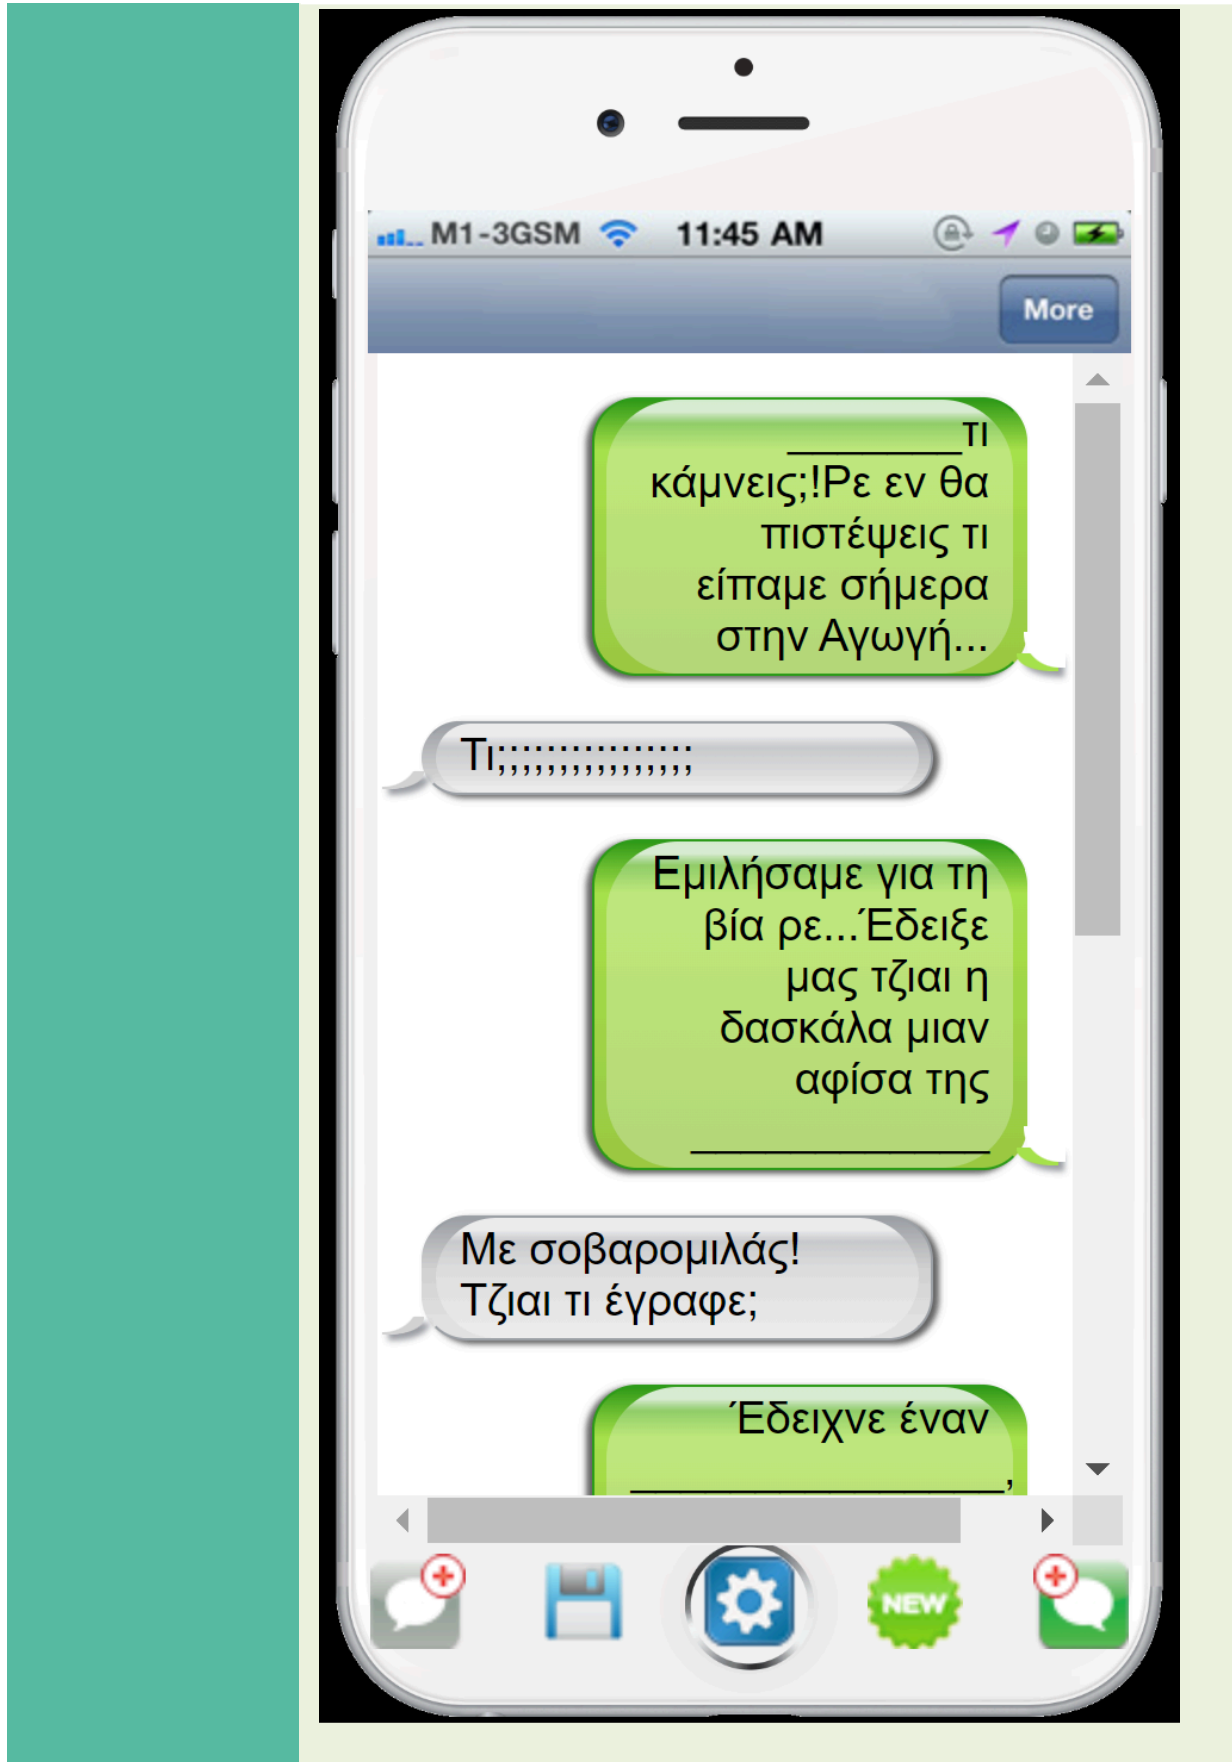 M1-3GSM 11:45 AM
More
_______τι
κάμνεις;!Ρε εν θα
πιστέψεις τι
είπαμε σήμερα
στην Αγωγή...
Τι;;;;;;;;;;;;;;;;
Εμιλήσαμε για τη
βία ρε...Έδειξε
μας τζιαι η
δασκάλα μιαν
αφίσα της
____________
Με σοβαρομιλάς!
Τζιαι τι έγραφε;
Έδειχνε έναν
_______________,
NEW